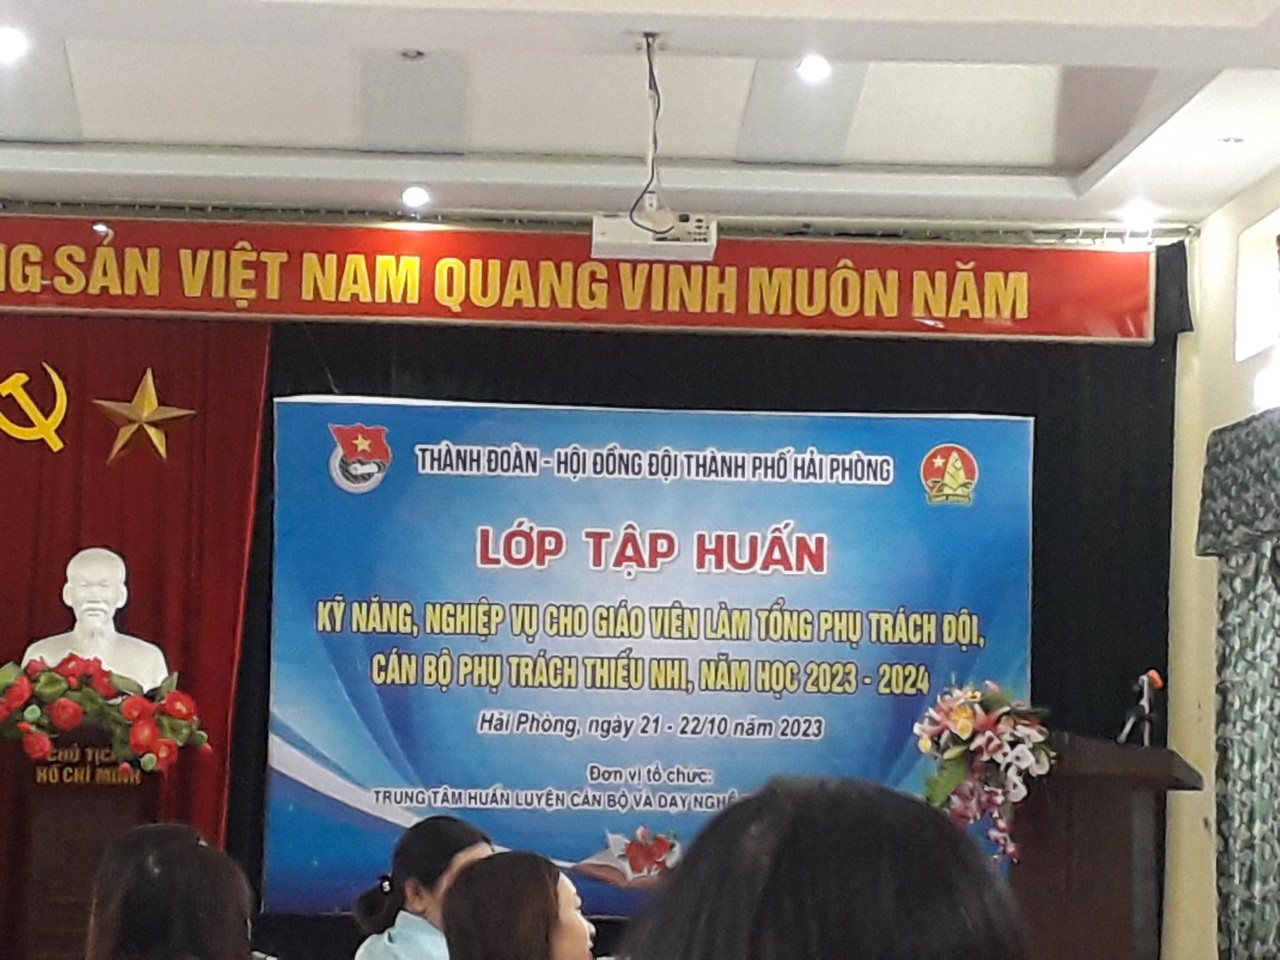 SẢN VIỆT NAM QUANG VINH MUÔN NĂM
THÀNH ĐOÀN - HỘI ĐỒNG ĐỘI THÀNH PHỐ HẢI PHÒNG
LỚP TẬP HUẤN
KỸ NĂNG, NGHIỆP VỤ CHO GIÁO VIÊN LÀM TỔNG PHỤ TRÁCH ĐỘI,
CÁN BỘ PHỤ TRÁCH THIẾU NHI, NĂM HỌC 2023 - 2024
Hải Phòng, ngày 21 - 22/10 năm 2023
Đơn vị tổ chức:
TRUNG TÂM HUẤN LUYỆN CÁN BỘ VÀ DẠY NGHỀ
CHỦ TỊCH
HỒ CHÍ MINH